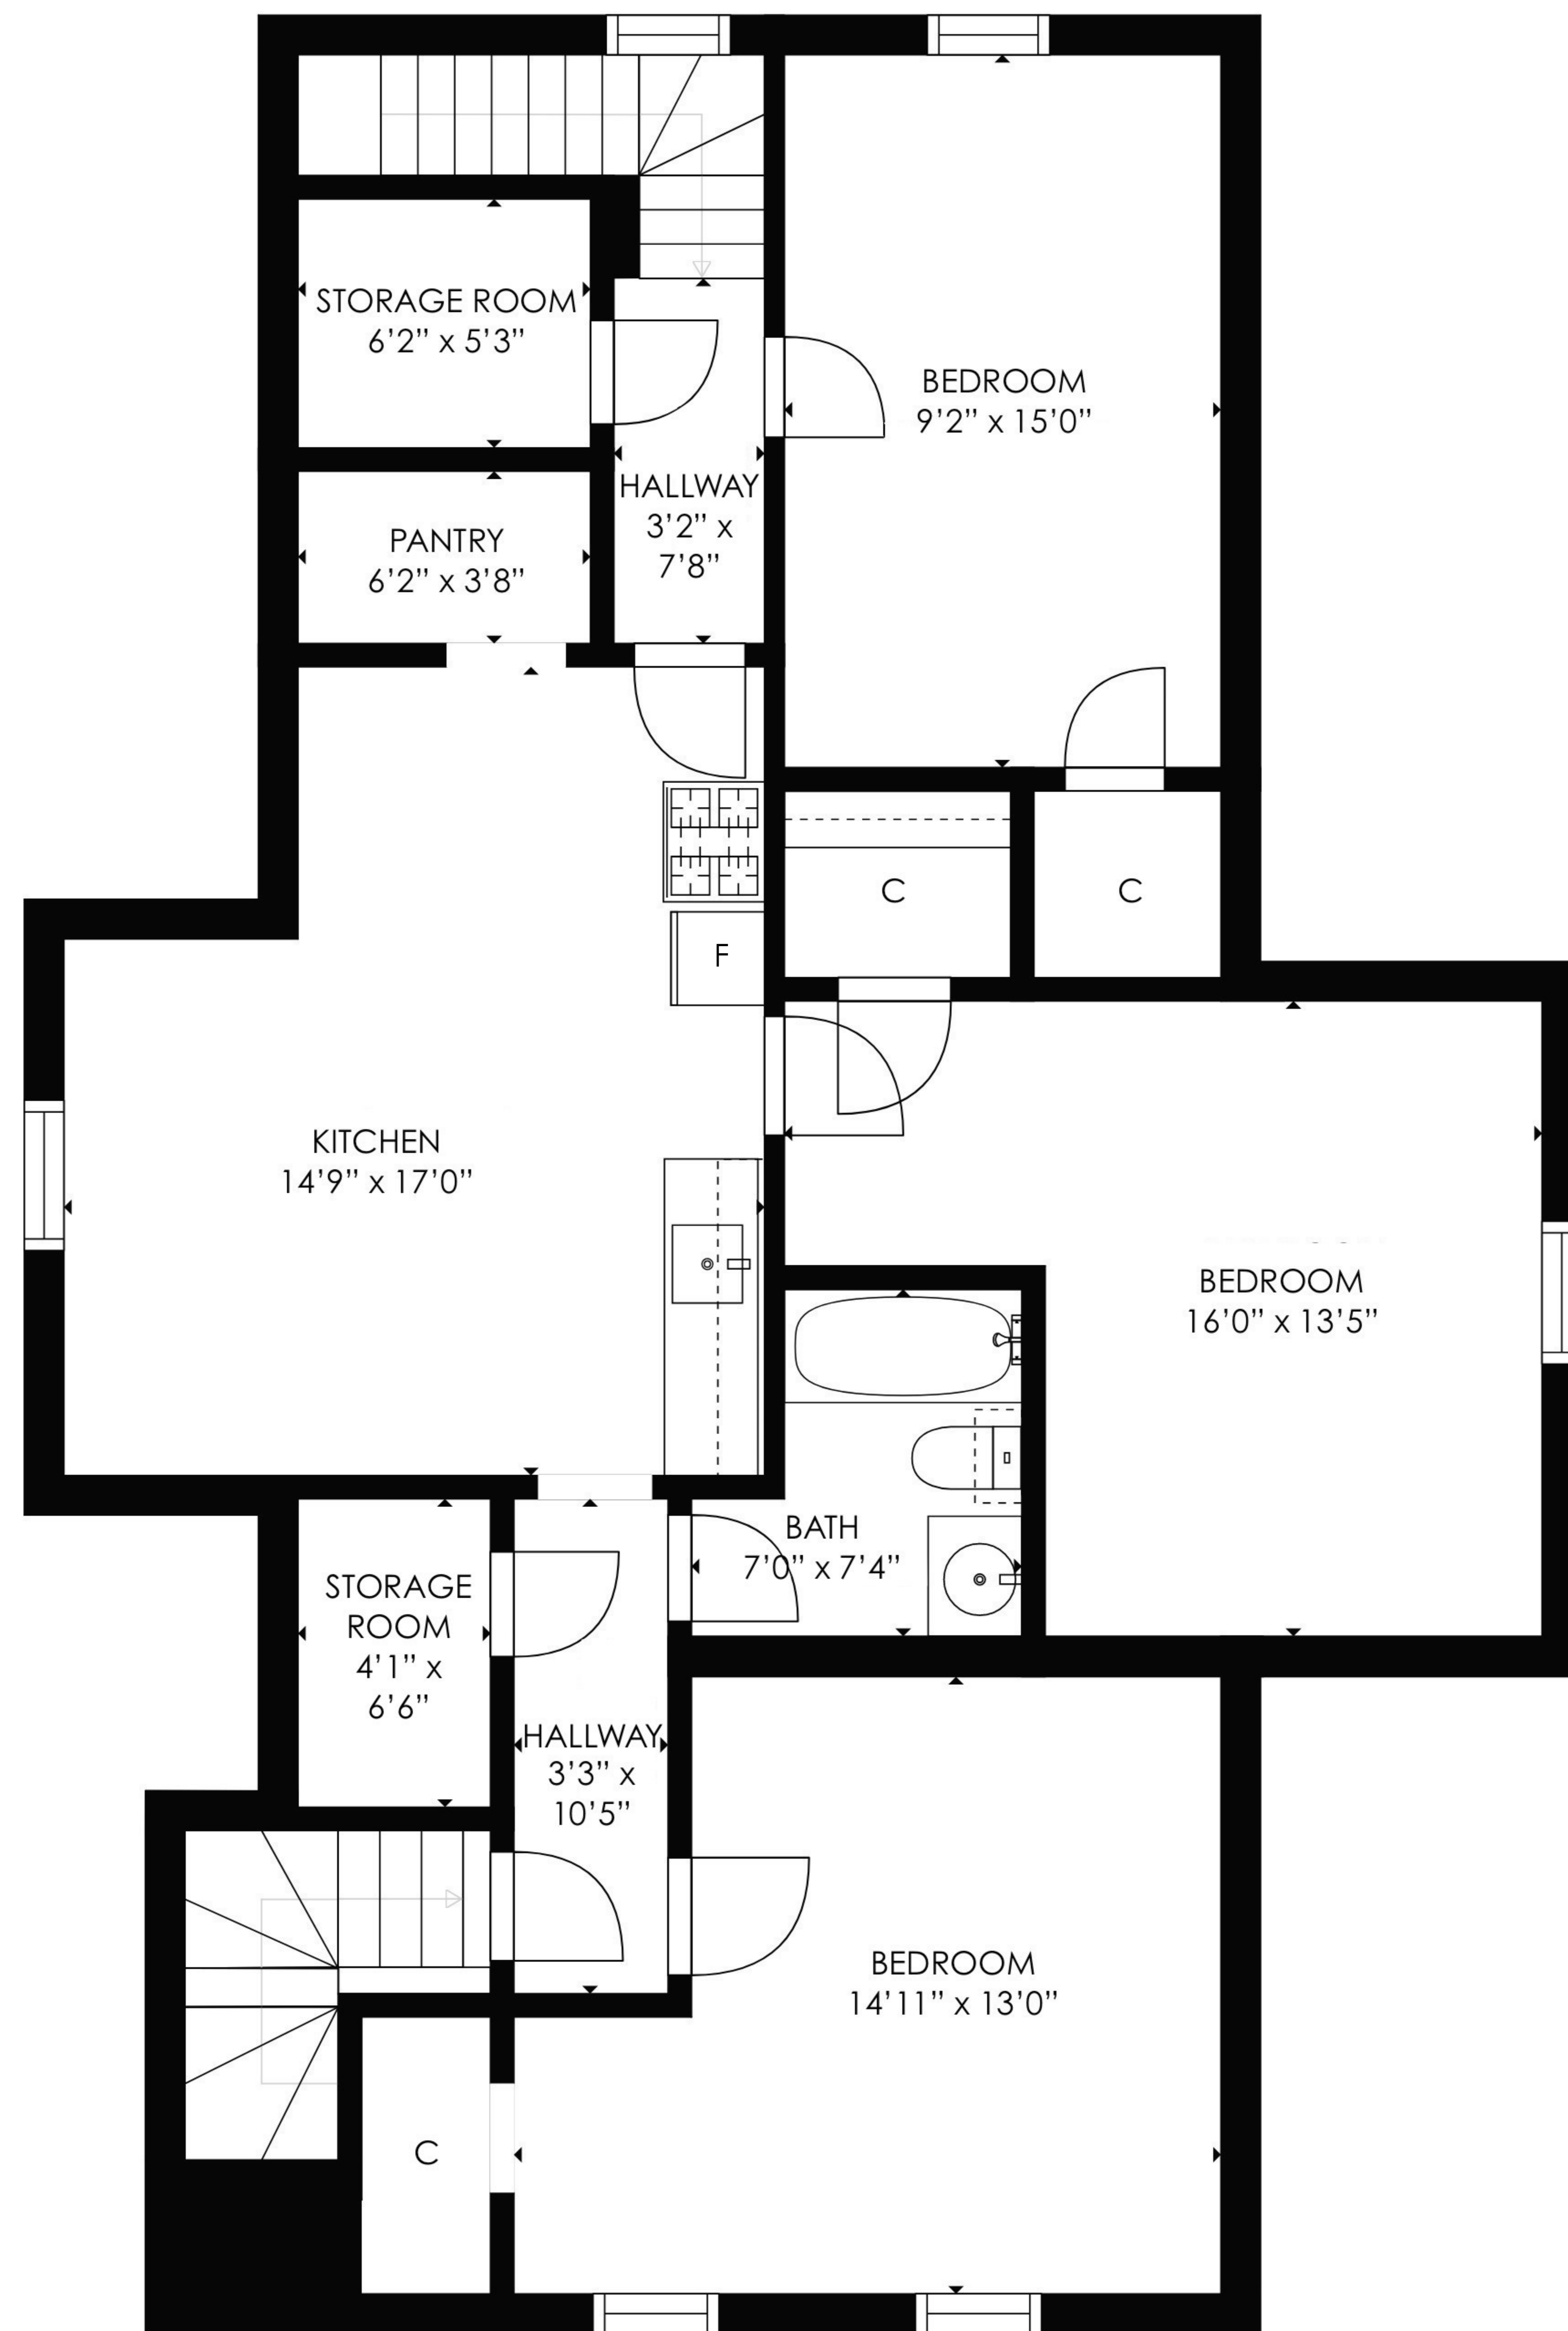 STORAGE ROOM
6’2” x 5’3”
BEDROOM
9’2” x 15’0”
HALLWAY
3’2” x
7’8”
PANTRY
6’2” x 3’8”
C
C
F
KITCHEN
14’9” x 17’0”
BEDROOM
16’0” x 13’5”
BATH
7’0” x 7’4”
STORAGE
ROOM
4’1” x
6’6”
HALLWAY
3’3” x
10’5”
BEDROOM
14’11” x 13’0”
C